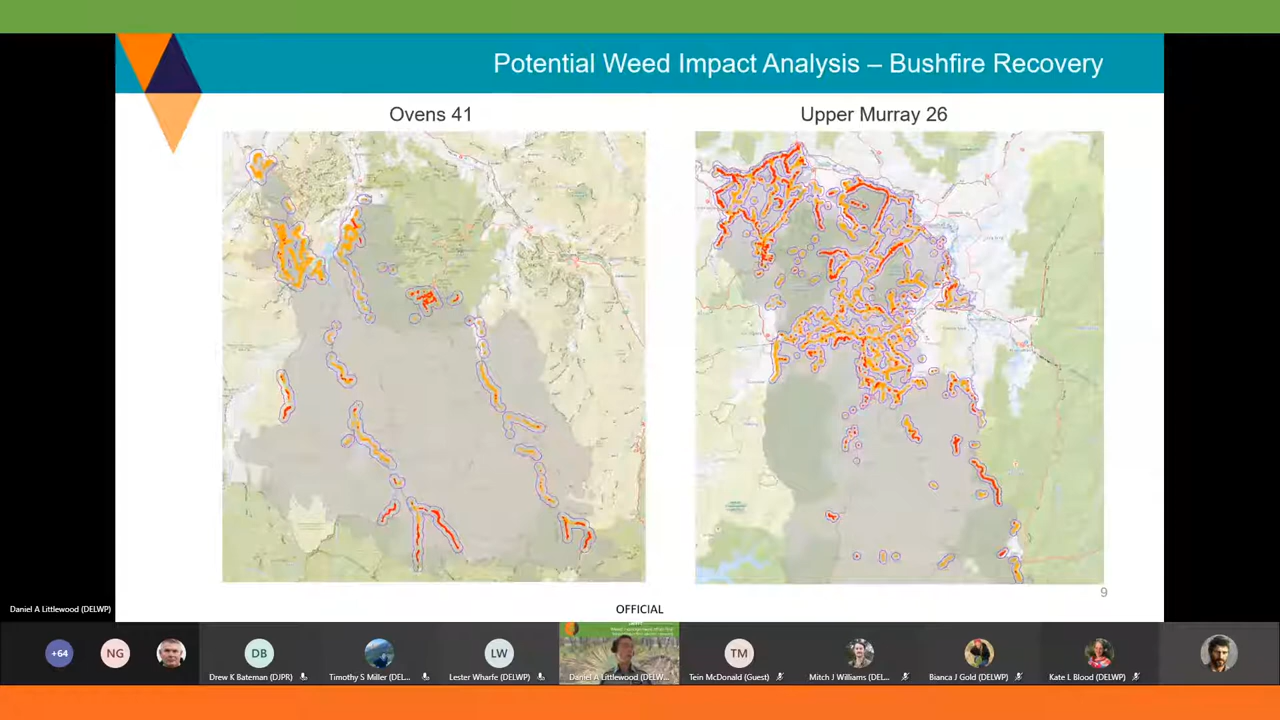 Potential Weed Impact Analysis – Bushfire Recovery
Ovens 41
Upper Murray 26
9
OFFICIAL
Daniel A Littlewood (DELWP)
+64
NG
DB
LW
TM
Drew K Bateman (DJPR)
Timothy S Miller (DEL...
Lester Wharfe (DELWP)
Daniel A Littlewood (DELW...
Tein McDonald (Guest)
Mitch J Williams (DEL...
Bianca J Gold (DELWP)
Kate L Blood (DELWP)